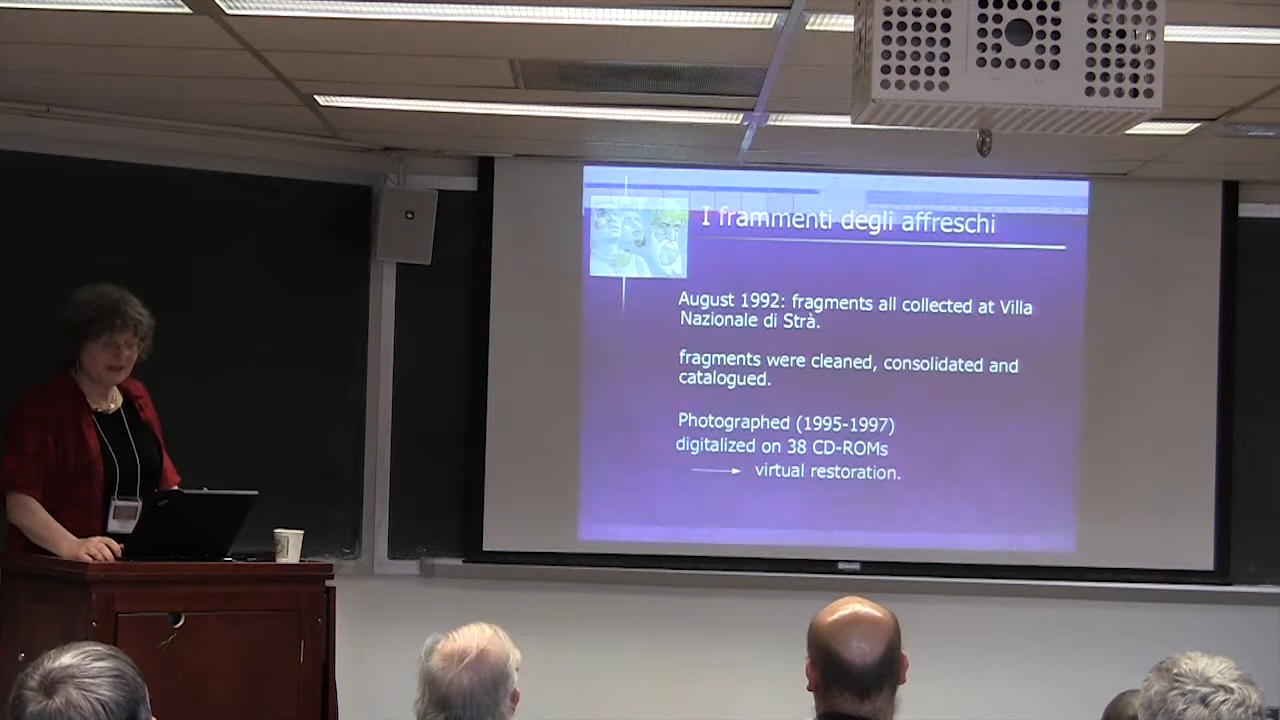 I frammenti degli affreschi
August 1992: fragments all collected at Villa
Nazionale di Strà.
fragments were cleaned, consolidated and
catalogued.
Photographed (1995-1997)
digitalized on 38 CD-ROMs
virtual restoration.